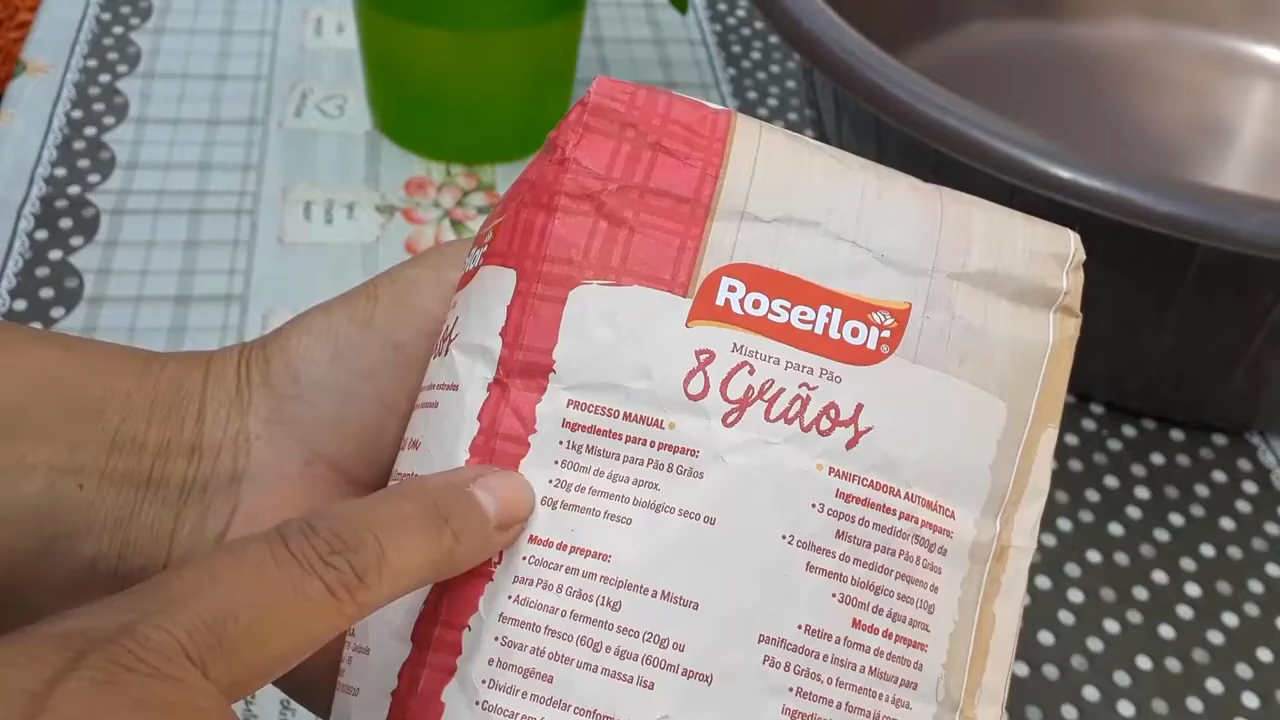 Roseflor
Mistura para Pão
8 Grãos
PROCESSO MANUAL
Ingredientes para o preparo:
• 1kg Mistura para Pão 8 Grãos
• 600ml de água aprox.
• 20g de fermento biológico seco ou
60g fermento fresco
Modo de preparo:
• Colocar em um recipiente a Mistura
para Pão 8 Grãos (1kg)
• Adicionar o fermento seco (20g) ou
fermento fresco (60g) e água (600ml aprox)
• Sovar até obter uma massa lisa
e homogênea
• Dividir e modelar
• Colocar em
• PANIFICADORA AUTOMÁTICA
Ingredientes para preparo:
• 3 copos do medidor (500g) da
Mistura para Pão 8 Grãos
• 2 colheres do medidor pequeno de
fermento biológico seco (10g)
• 300ml de água aprox.
Modo de preparo:
• Retire a forma de dentro da
panificadora e insira a Mistura para
Pão 8 Grãos, o fermento e a água.
• Retorne a forma já